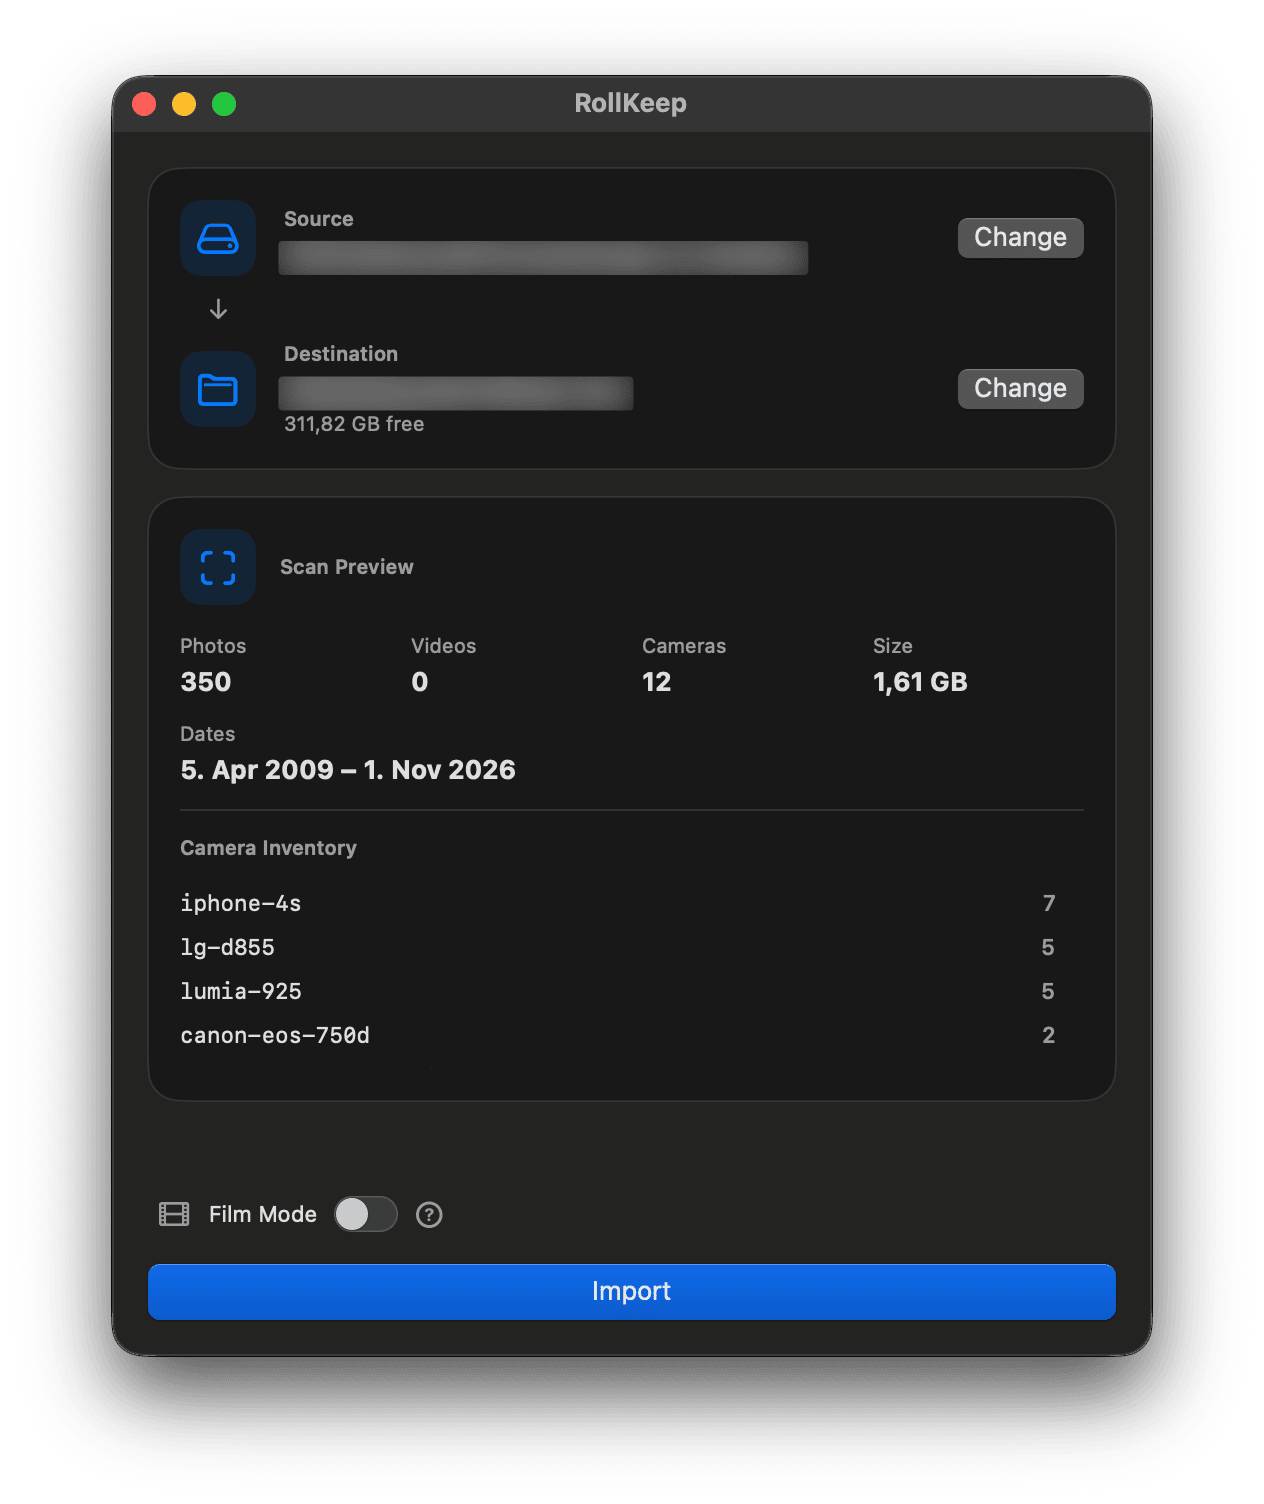 RollKeep
Source
Change
Destination
311,82 GB free
Change
Scan Preview
Photos Videos Cameras Size
350 0 12 1,61 GB
Dates
5. Apr 2009 – 1. Nov 2026
Camera Inventory
iphone-4s 7
lg-d855 5
lumia-925 5
canon-eos-750d 2
Film Mode ?
Import